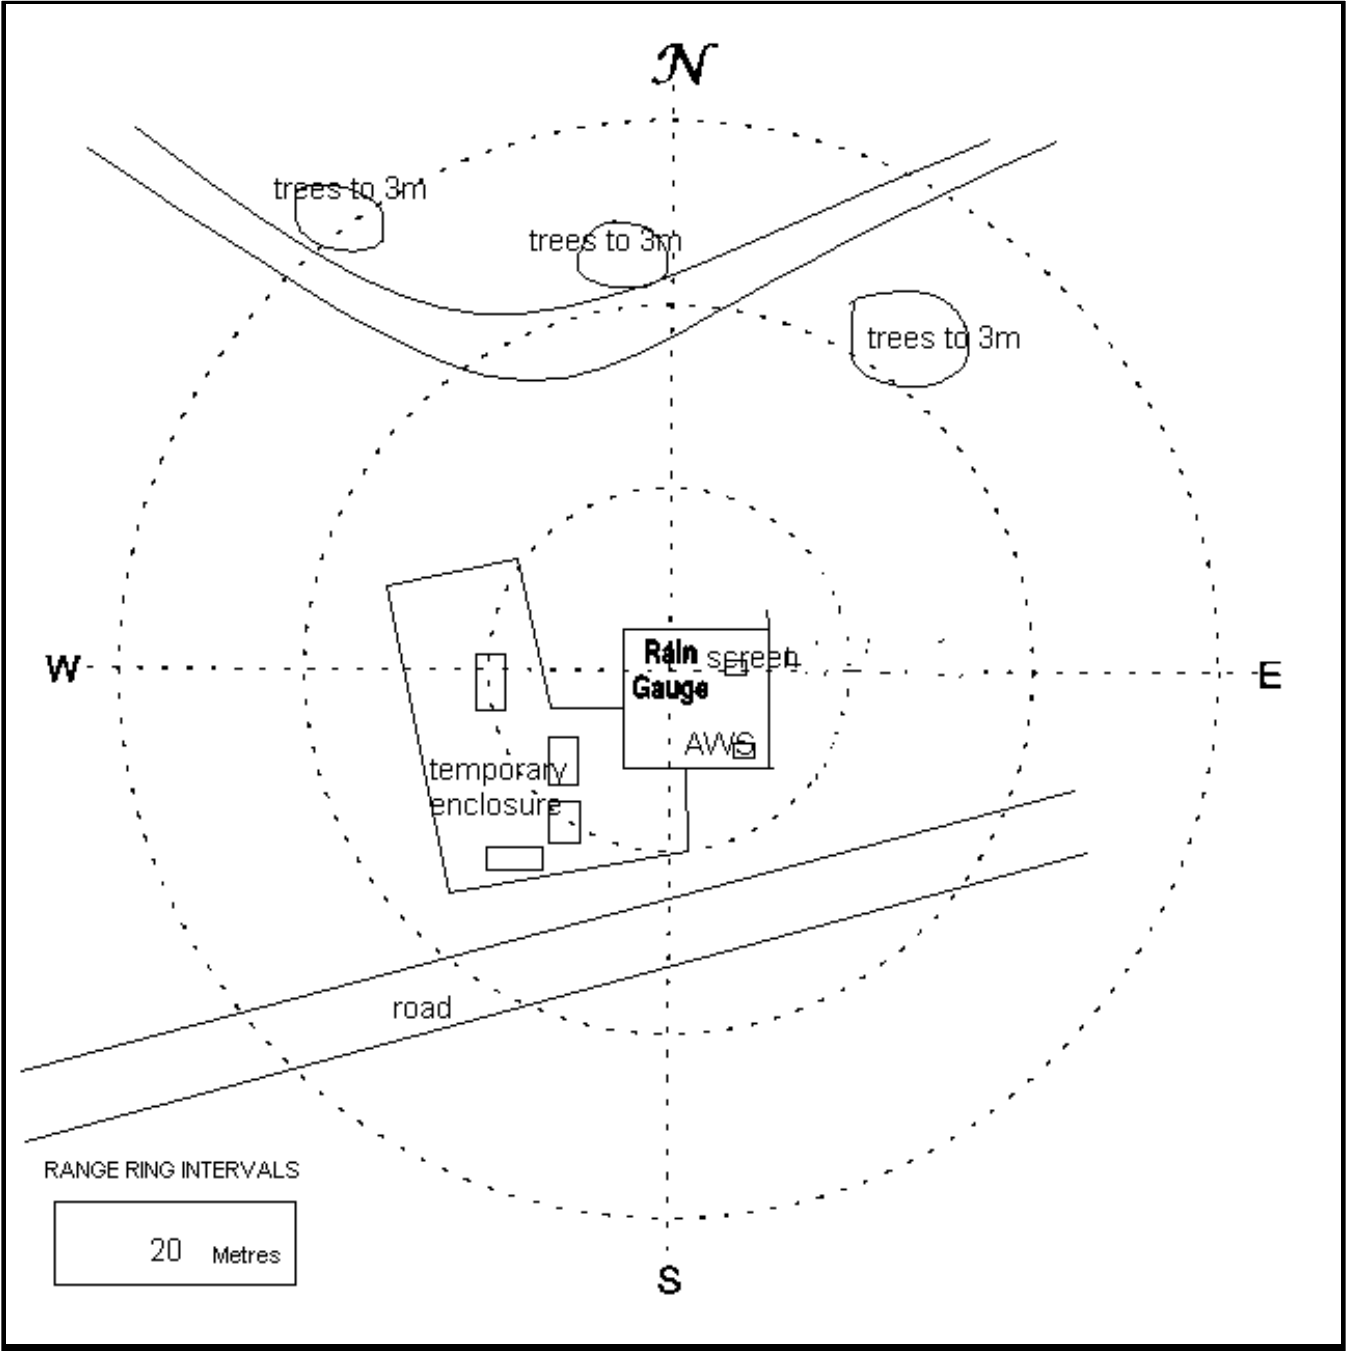 N
trees to 3m
trees to 3m
trees to 3m
W
Rain
Gauge
screen
E
AWS
temporary
enclosure
road
RANGE RING INTERVALS
20 Metres
S